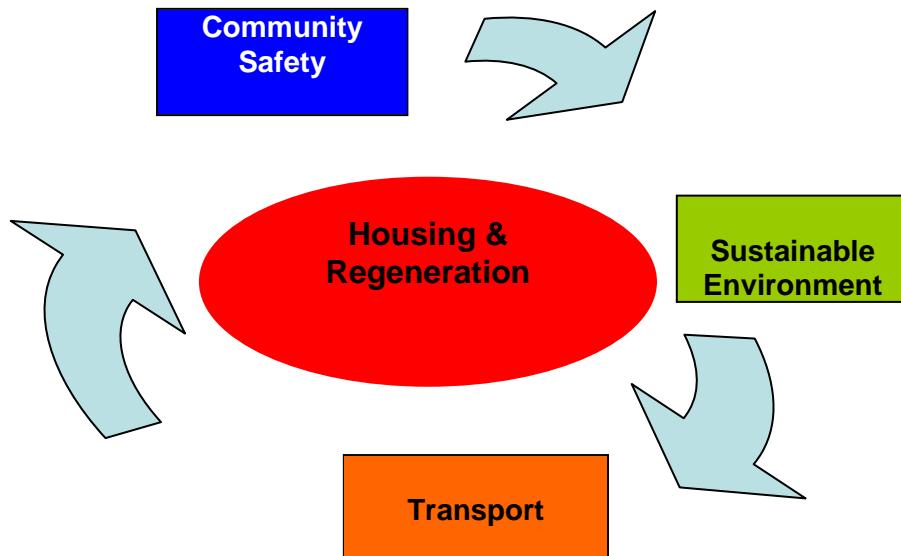 Community
Safety
Housing &
Regeneration
Sustainable
Environment
Transport